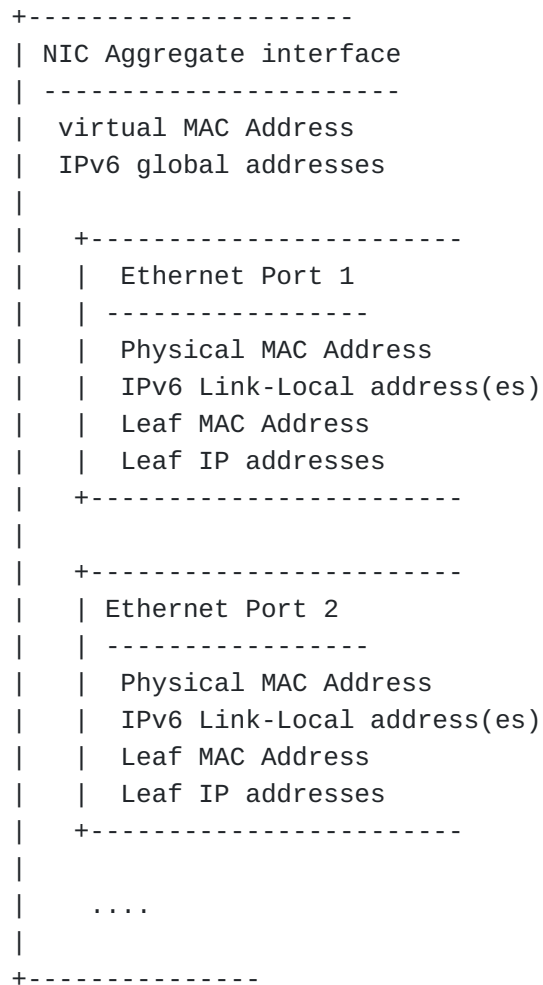 +---------------------
| NIC Aggregate interface
| -----------------------
|  virtual MAC Address
|  IPv6 global addresses
|
|   +------------------------
|   |  Ethernet Port 1
|   | -----------------
|   |  Physical MAC Address
|   |  IPv6 Link-Local address(es)
|   |  Leaf MAC Address
|   |  Leaf IP addresses
|   +------------------------
|
|   +------------------------
|   | Ethernet Port 2
|   | -----------------
|   |  Physical MAC Address
|   |  IPv6 Link-Local address(es)
|   |  Leaf MAC Address
|   |  Leaf IP addresses
|   +------------------------
|
|    ....
|
+---------------